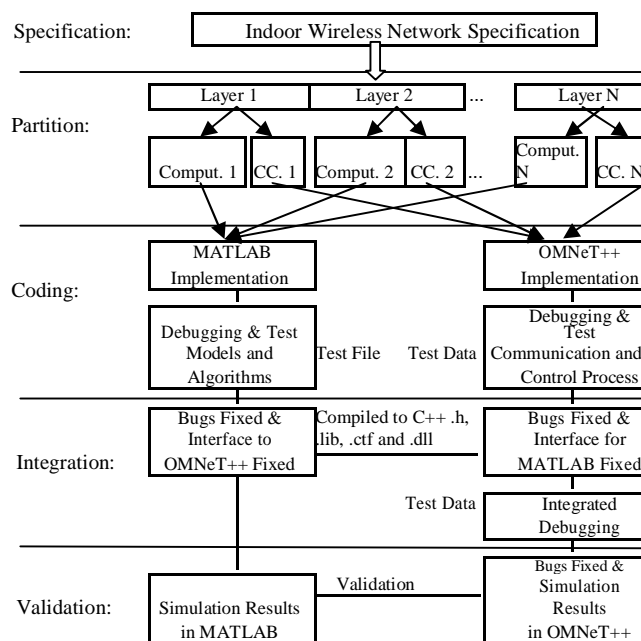 Specification:
Indoor Wireless Network Specification
Partition:
Layer 1
Layer 2
...
Layer N
Comput. 1
CC. 1
Comput. 2
CC. 2
...
Comput.
N
CC. N
Coding:
MATLAB
Implementation
OMNeT++
Implementation
Debugging & Test
Models and
Algorithms
Test File
Test Data
Debugging &
Test
Communication and
Control Process
Integration:
Bugs Fixed &
Interface to
OMNeT++ Fixed
Compiled to C++ .h,
.lib, .ctf and .dll
Bugs Fixed &
Interface for
MATLAB Fixed
Test Data
Integrated
Debugging
Validation:
Simulation Results
in MATLAB
Validation
Bugs Fixed &
Simulation
Results
in OMNeT++